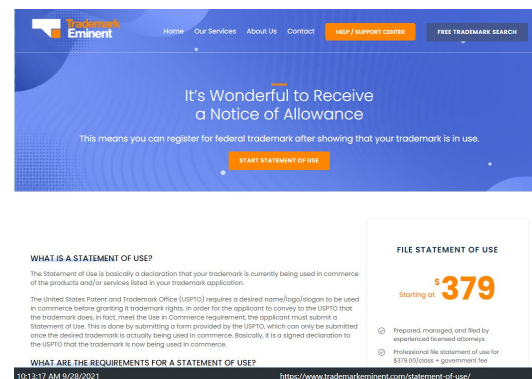 Trademark
Eminent
Home Our Services About Us Contact HELP / SUPPORT CENTER FREE TRADEMARK SEARCH
It's Wonderful to Receive
a Notice of Allowance
This means you can register for federal trademark after showing that your trademark is in use.
START STATEMENT OF USE
WHAT IS A STATEMENT OF USE?
The Statement of Use is basically a declaration that your trademark is currently being used in commerce
of the products and/or services listed in your trademark application.
The United States Patent and Trademark Office (USPTO) requires a desired name/logo/slogan to be used
in commerce before granting it trademark rights. In order for the applicant to convey to the USPTO that
the trademark does, in fact, meet the Use in Commerce requirement, the applicant must submit a
Statement of Use. This is done by submitting a form provided by the USPTO, which can only be submitted
once the desired trademark is actually being used in commerce. Basically, it is a signed declaration to
the USPTO that the trademark is now being used in commerce.
WHAT ARE THE REQUIREMENTS FOR A STATEMENT OF USE?
FILE STATEMENT OF USE
Starting at $379
Prepared, managed, and filed by
experienced licensed attorneys
Professional file statement of use for
$379.00/class + government fee
10:13:17 AM 9/28/2021 https://www.trademarkeminent.com/statement-of-use/